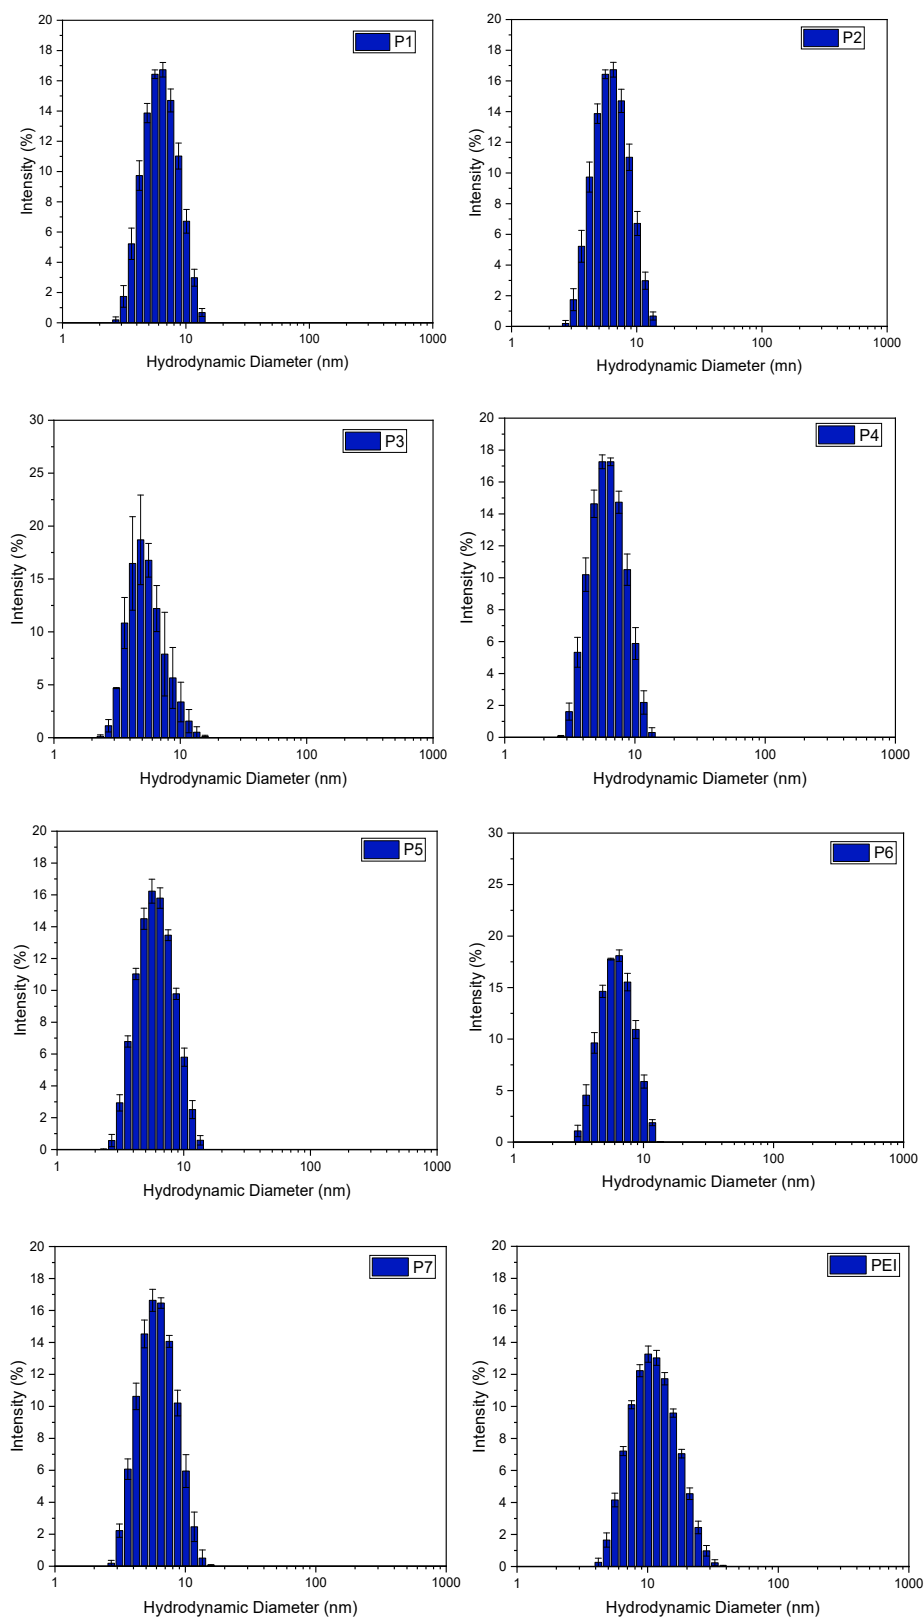 P1
20
18
16
14
12
10
8
6
4
2
0
Intensity (%)
1 10 100 1000
Hydrodynamic Diameter (nm)
P2
20
18
16
14
12
10
8
6
4
2
0
Intensity (%)
1 10 100 1000
Hydrodynamic Diameter (mn)
P3
30
25
20
15
10
5
0
Intensity (%)
1 10 100 1000
Hydrodynamic Diameter (nm)
P4
20
18
16
14
12
10
8
6
4
2
0
Intensity (%)
1 10 100 1000
Hydrodynamic Diameter (nm)
P5
20
18
16
14
12
10
8
6
4
2
0
Intensity (%)
1 10 100 1000
Hydrodynamic Diameter (nm)
P6
30
25
20
15
10
5
0
Intensity (%)
1 10 100 1000
Hydrodynamic Diameter (nm)
P7
20
18
16
14
12
10
8
6
4
2
0
Intensity (%)
1 10 100 1000
Hydrodynamic Diameter (nm)
PEI
20
18
16
14
12
10
8
6
4
2
0
Intensity (%)
1 10 100 1000
Hydrodynamic Diameter (nm)